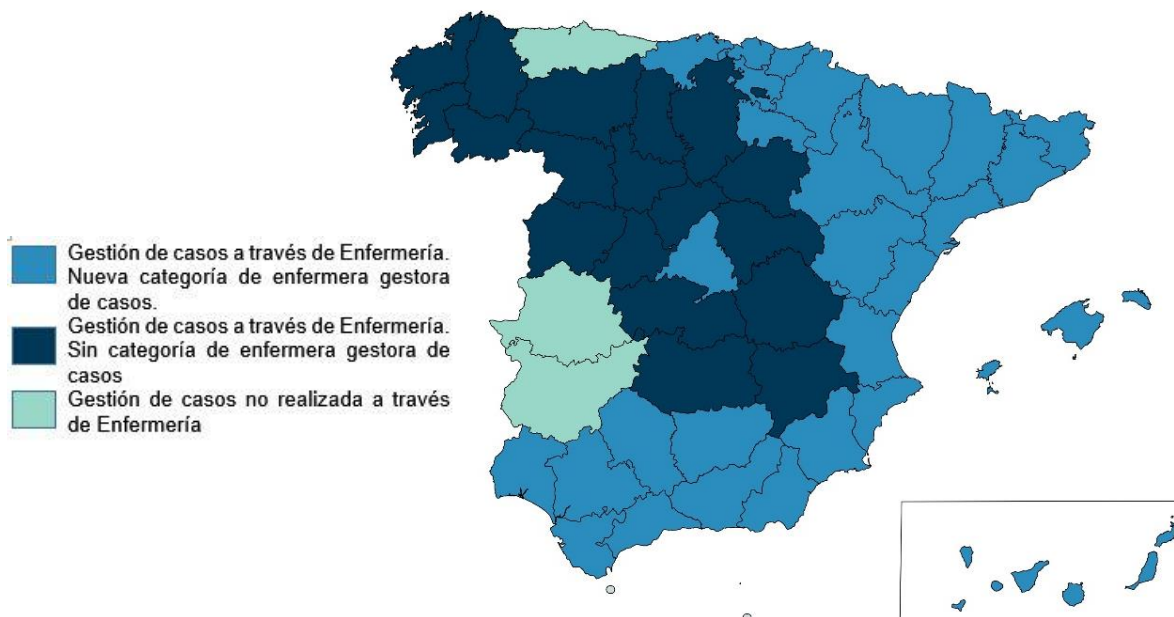 Gestión de casos a través de Enfermería.
Nueva categoría de enfermera gestora
de casos.
Gestión de casos a través de Enfermería.
Sin categoría de enfermera gestora de
casos
Gestión de casos no realizada a través
de Enfermería